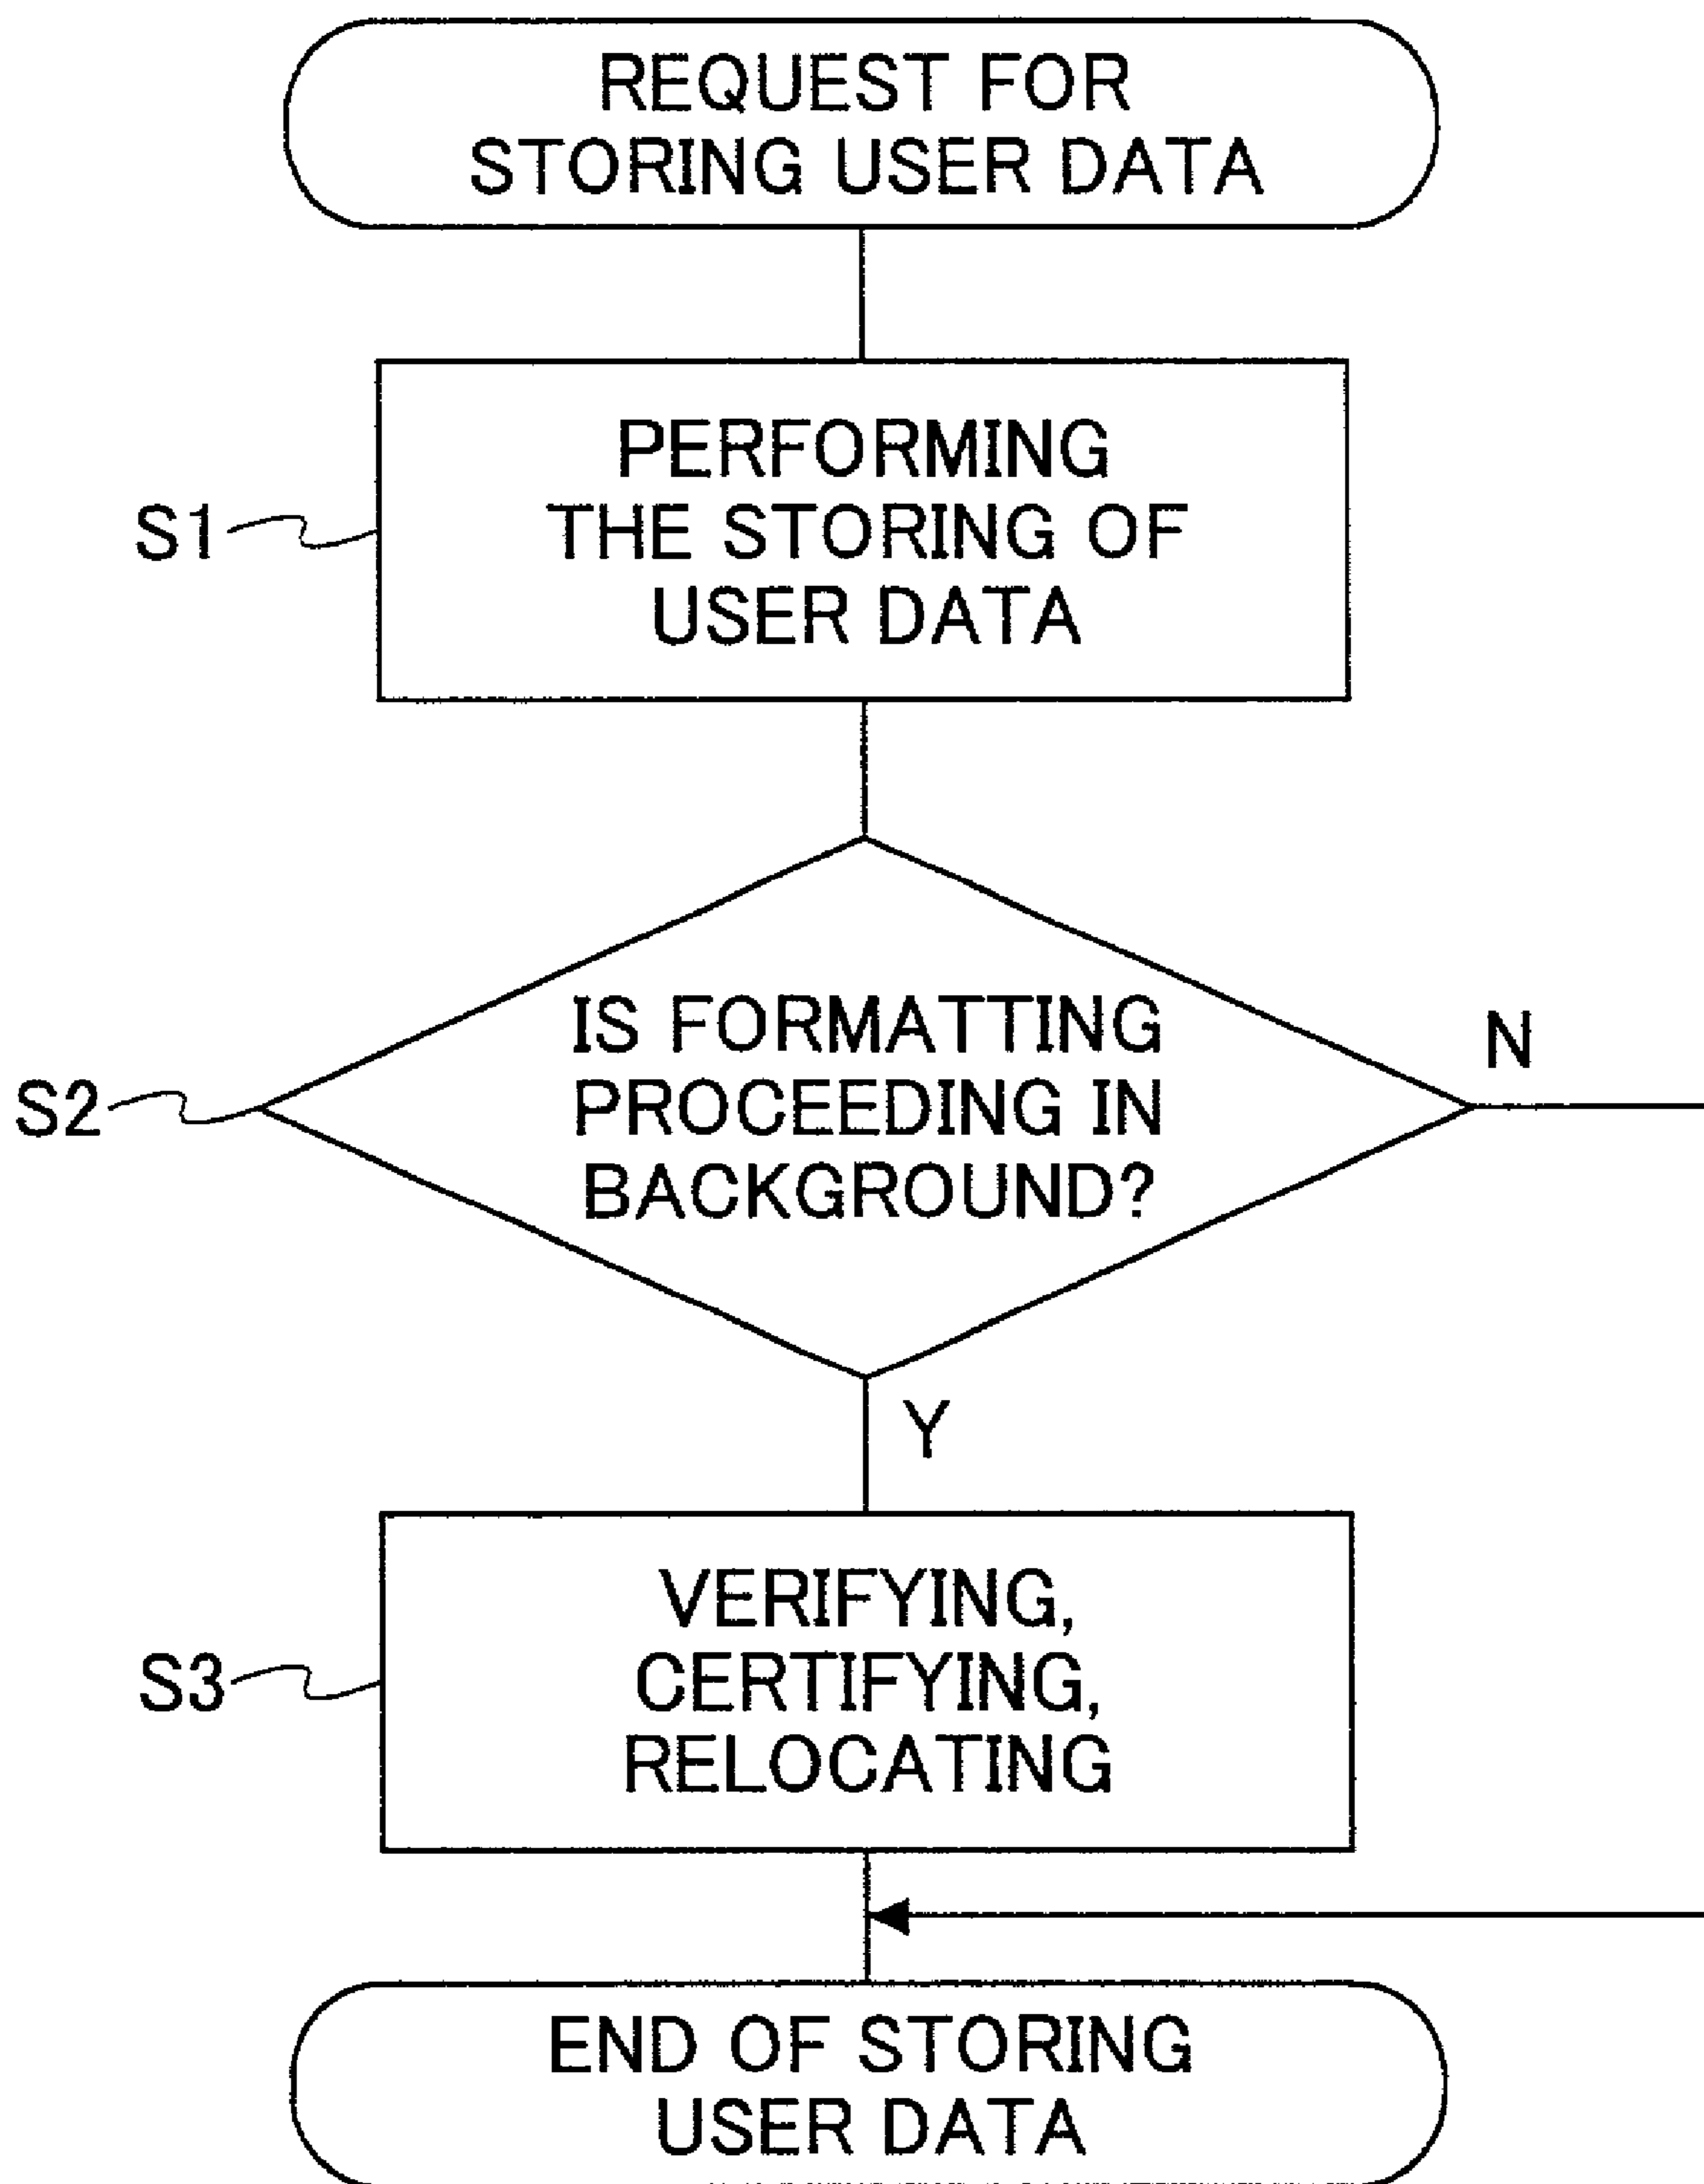 REQUEST FOR
STORING USER DATA
S1
PERFORMING
THE STORING OF
USER DATA
S2
IS FORMATTING
PROCEEDING IN
BACKGROUND?
N
Y
S3
VERIFYING,
CERTIFYING,
RELOCATING
END OF STORING
USER DATA